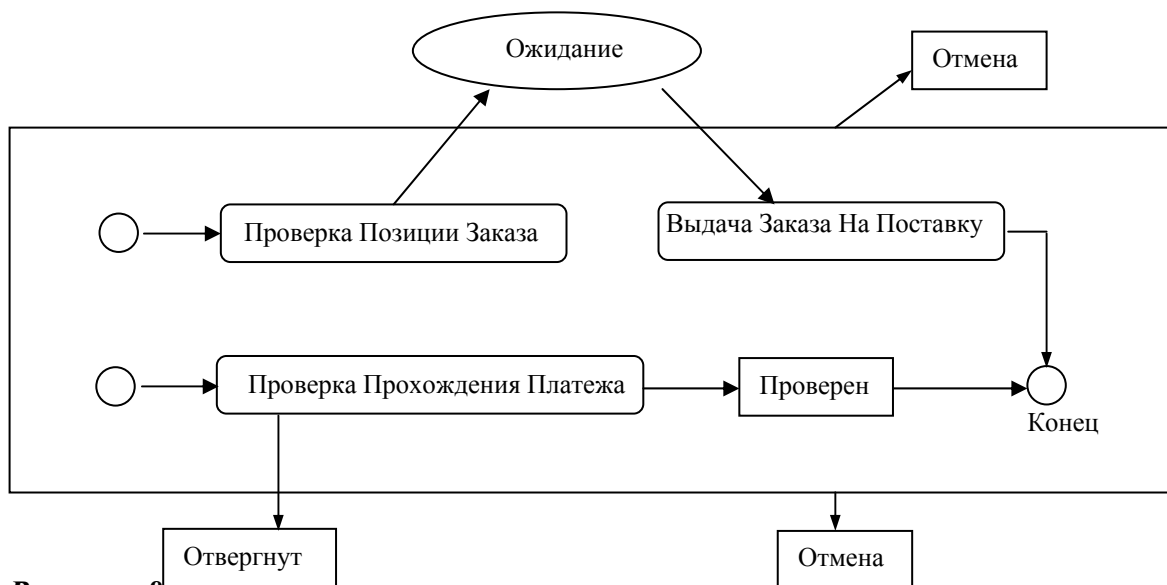 Ожидание
Отмена
Проверка Позиции Заказа
Выдача Заказа На Поставку
Проверка Прохождения Платежа
Проверен
Конец
Отвергнут
Отмена